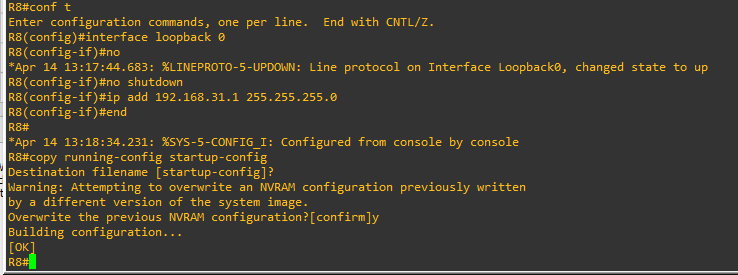 R8#conf t
Enter configuration commands, one per line.  End with CNTL/Z.
R8(config)#interface loopback 0
R8(config-if)#no
*Apr 14 13:17:44.683: %LINEPROTO-5-UPDOWN: Line protocol on Interface Loopback0, changed state to up
R8(config-if)#no shutdown
R8(config-if)#ip add 192.168.31.1 255.255.255.0
R8(config-if)#end
R8#
*Apr 14 13:18:34.231: %SYS-5-CONFIG_I: Configured from console by console
R8#copy running-config startup-config
Destination filename [startup-config]?
Warning: Attempting to overwrite an NVRAM configuration previously written
by a different version of the system image.
Overwrite the previous NVRAM configuration?[confirm]y
Building configuration...
[OK]
R8#